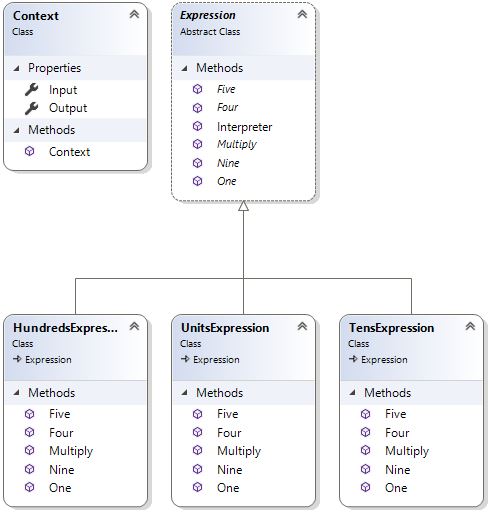 Context
Class
Properties
Input
Output
Methods
Context
Expression
Abstract Class
Methods
Five
Four
Interpreter
Multiply
Nine
One
HundredsExpres...
Class
Expression
Methods
Five
Four
Multiply
Nine
One
UnitsExpression
Class
Expression
Methods
Five
Four
Multiply
Nine
One
TensExpression
Class
Expression
Methods
Five
Four
Multiply
Nine
One